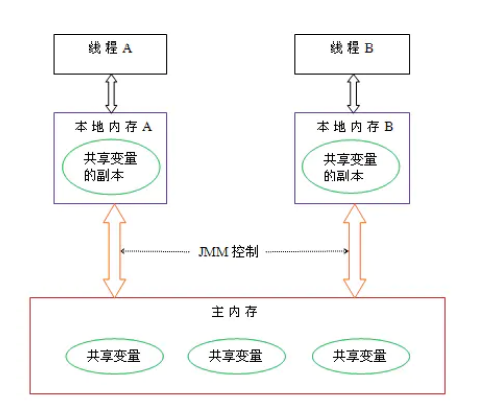 线程 A
线程 B
本地内存 A
本地内存 B
共享变量
的副本
共享变量
的副本
JMM 控制
主内存
共享变量
共享变量
共享变量